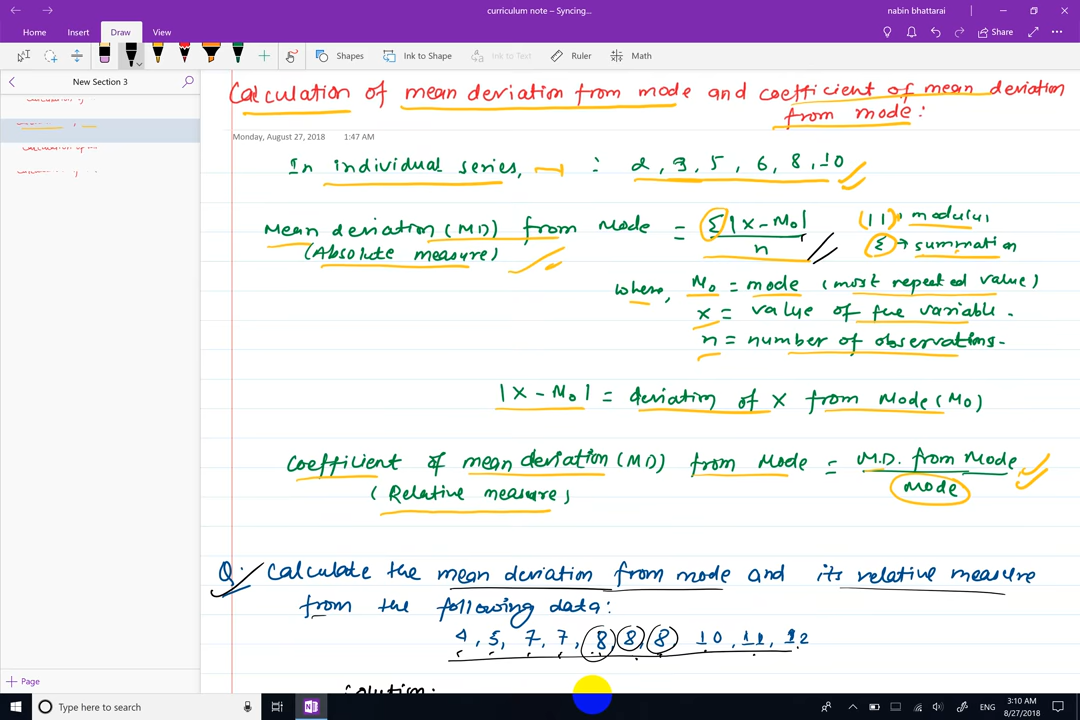 curriculum note - Syncing...
nabin bhattarai
Home Insert Draw View
Share
Shapes Ink to Shape Ink to Text Ruler Math
New Section 3
Calculation of mean deviation from mode and coefficient of mean deviation
from mode:
Monday, August 27, 2018 1:47 AM
In individual series, → : 2, 3, 5, 6, 8, 10
Mean deviation (MD) from Mode = Σ|x - Mo|
n
(||) → modulus
(Absolute measure)
Σ → summation
where, Mo = mode (most repeated value)
x = value of the variable.
n = number of observations.
|X - Mo| = deviation of X from Mode (Mo)
Coefficient of mean deviation (MD) from Mode = M.D. from Mode
Mode
(Relative measure)
Q. Calculate the mean deviation from mode and its relative measure
from the following data:
4, 5, 7, 7, 8, 8, 8, 10, 11, 12
Solution:
+ Page
Type here to search
ENG
3:10 AM
8/27/2018